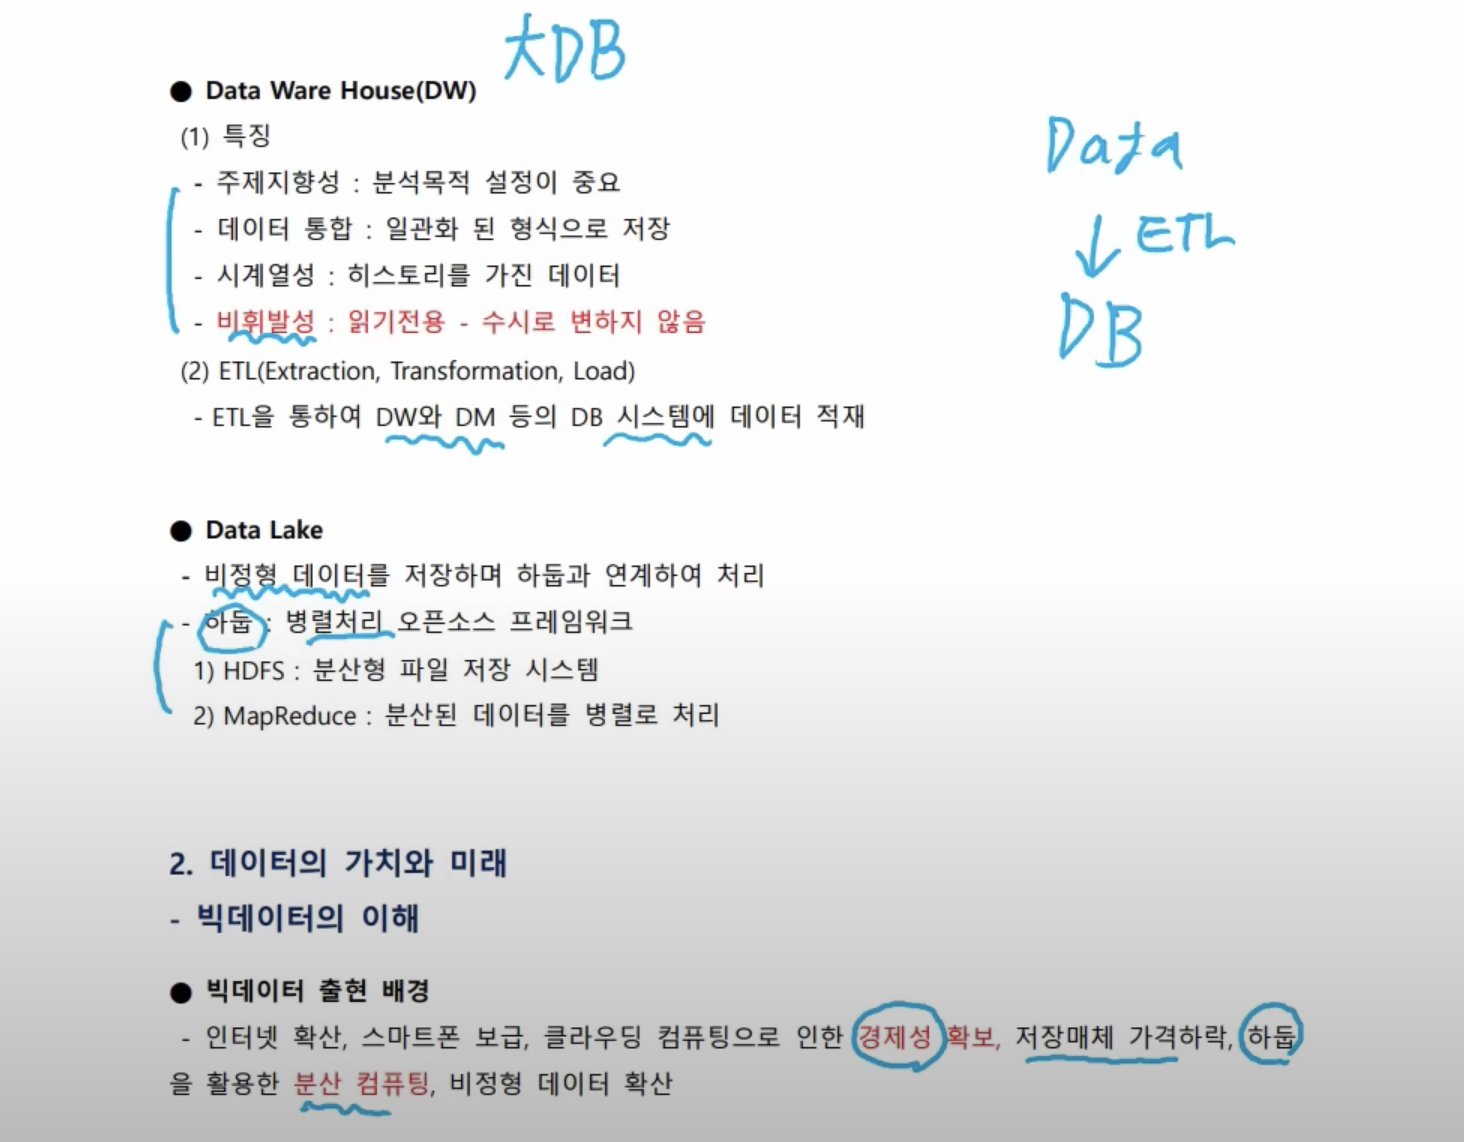 大DB
● Data Ware House(DW)
(1) 특징
- 주제지향성 : 분석목적 설정이 중요
- 데이터 통합 : 일관화 된 형식으로 저장
- 시계열성 : 히스토리를 가진 데이터
- 비휘발성 : 읽기전용 - 수시로 변하지 않음
(2) ETL(Extraction, Transformation, Load)
- ETL을 통하여 DW와 DM 등의 DB 시스템에 데이터 적재
Data
↓ ETL
DB
● Data Lake
- 비정형 데이터를 저장하며 하둡과 연계하여 처리
- 하둡 : 병렬처리 오픈소스 프레임워크
1) HDFS : 분산형 파일 저장 시스템
2) MapReduce : 분산된 데이터를 병렬로 처리
2. 데이터의 가치와 미래
- 빅데이터의 이해
● 빅데이터 출현 배경
- 인터넷 확산, 스마트폰 보급, 클라우딩 컴퓨팅으로 인한 경제성 확보, 저장매체 가격하락, 하둡
을 활용한 분산 컴퓨팅, 비정형 데이터 확산